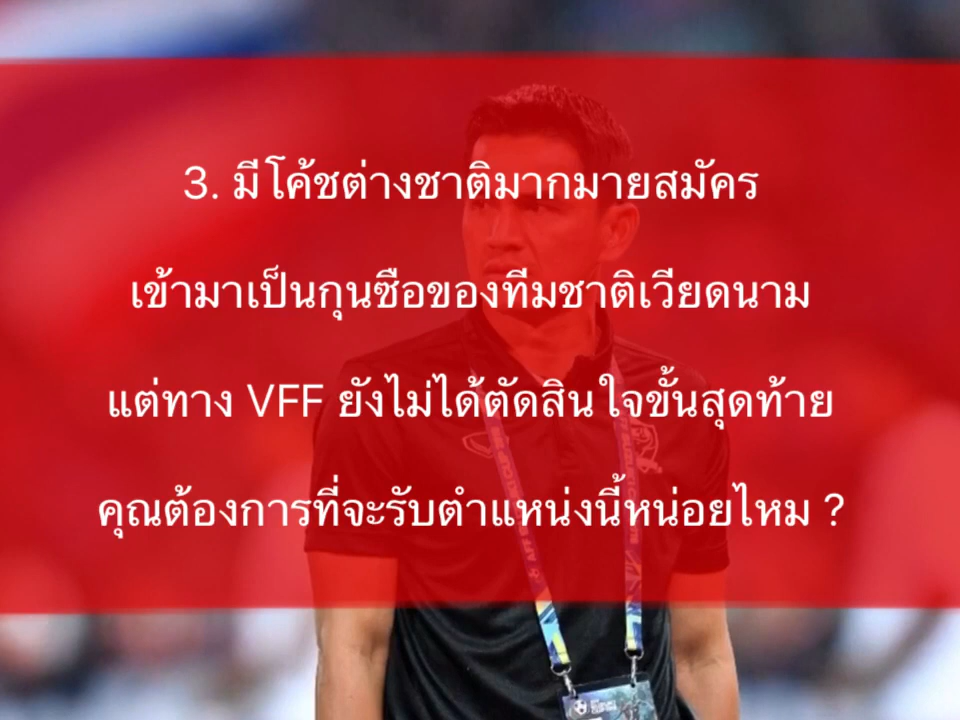 3. มีโค้ชต่างชาติมากมายสมัคร
เข้ามาเป็นกุนซือของทีมชาติเวียดนาม
แต่ทาง VFF ยังไม่ได้ตัดสินใจขั้นสุดท้าย
คุณต้องการที่จะรับตำแหน่งนี้หน่อยไหม ?